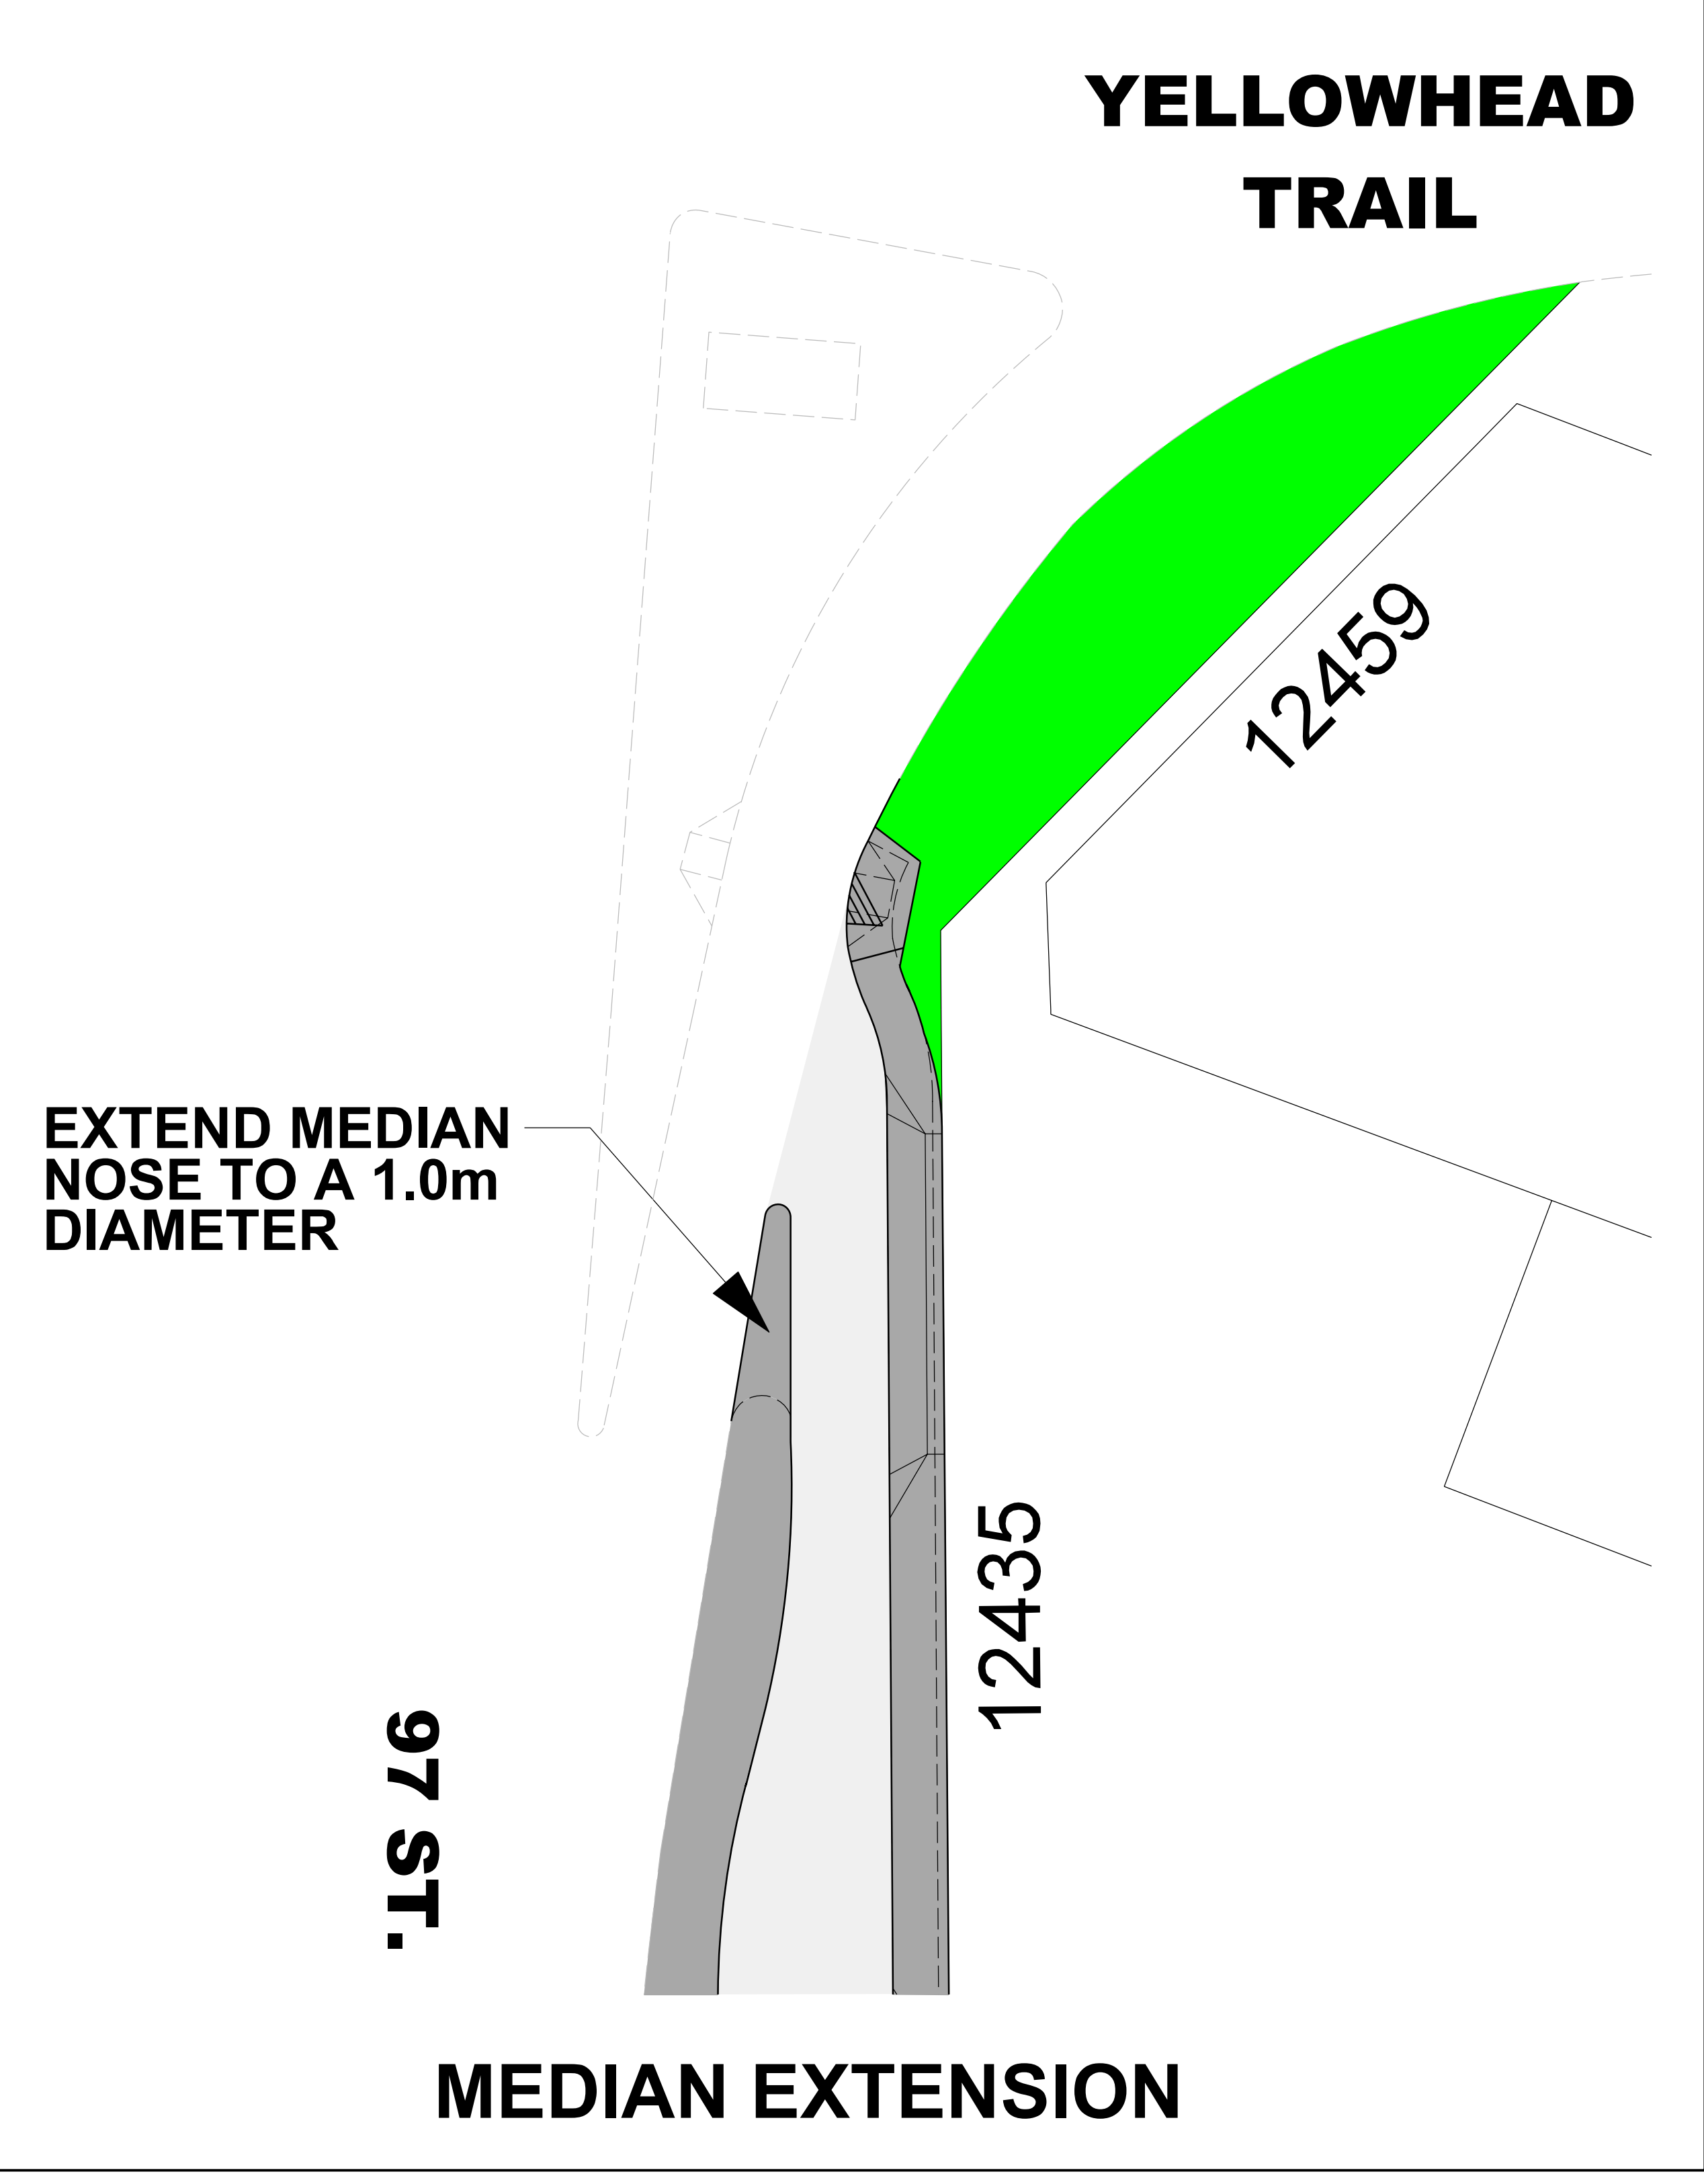 YELLOWHEAD
TRAIL
12459
EXTEND MEDIAN
NOSE TO A 1.0m
DIAMETER
12435
97 ST.
MEDIAN EXTENSION